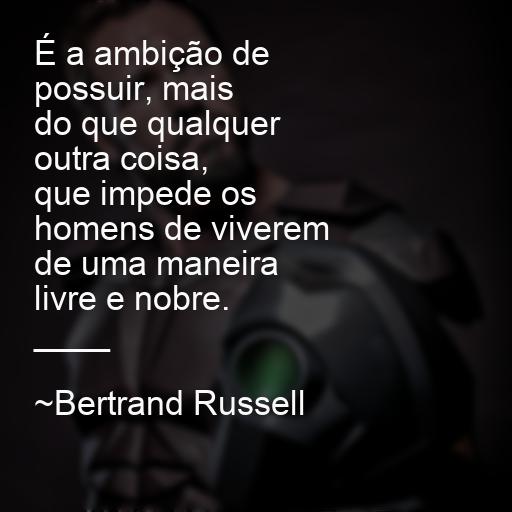 É a ambição de
possuir, mais
do que qualquer
outra coisa,
que impede os
homens de viverem
de uma maneira
livre e nobre.
____
~Bertrand Russell